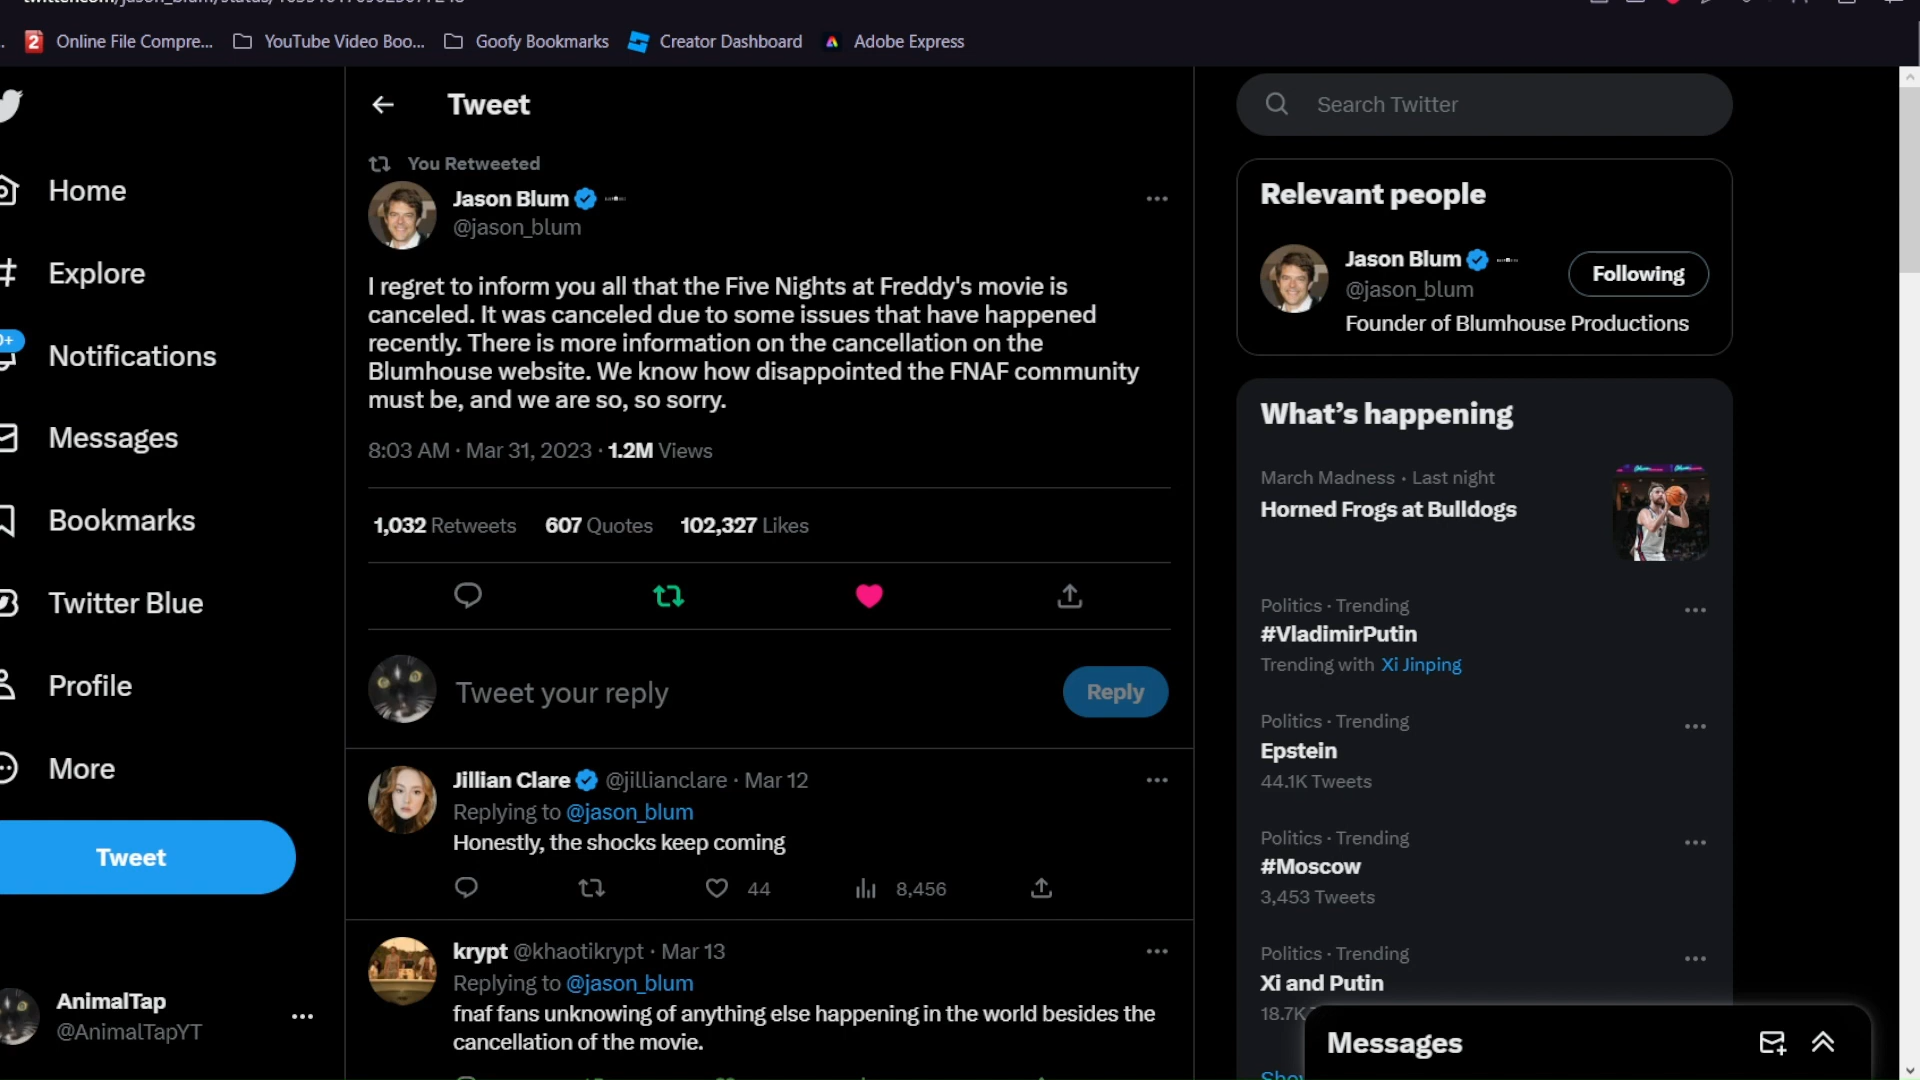 Online File Compre...
YouTube Video Boo...
Goofy Bookmarks
Creator Dashboard
Adobe Express
Home
Explore
Notifications
Messages
Bookmarks
Twitter Blue
Profile
More
Tweet
AnimalTap
@AnimalTapYT
Tweet
You Retweeted
Jason Blum
@jason_blum
I regret to inform you all that the Five Nights at Freddy's movie is
canceled. It was canceled due to some issues that have happened
recently. There is more information on the cancellation on the
Blumhouse website. We know how disappointed the FNAF community
must be, and we are so, so sorry.
8:03 AM · Mar 31, 2023 · 1.2M Views
1,032 Retweets 607 Quotes 102,327 Likes
Tweet your reply
Reply
Jillian Clare @jillianclare · Mar 12
Replying to @jason_blum
Honestly, the shocks keep coming
44 8,456
krypt @khaotikrypt · Mar 13
Replying to @jason_blum
fnaf fans unknowing of anything else happening in the world besides the
cancellation of the movie.
Search Twitter
Relevant people
Jason Blum
@jason_blum
Following
Founder of Blumhouse Productions
What's happening
March Madness · Last night
Horned Frogs at Bulldogs
Politics · Trending
#VladimirPutin
Trending with Xi Jinping
Politics · Trending
Epstein
44.1K Tweets
Politics · Trending
#Moscow
3,453 Tweets
Politics · Trending
Xi and Putin
18.7K
Messages